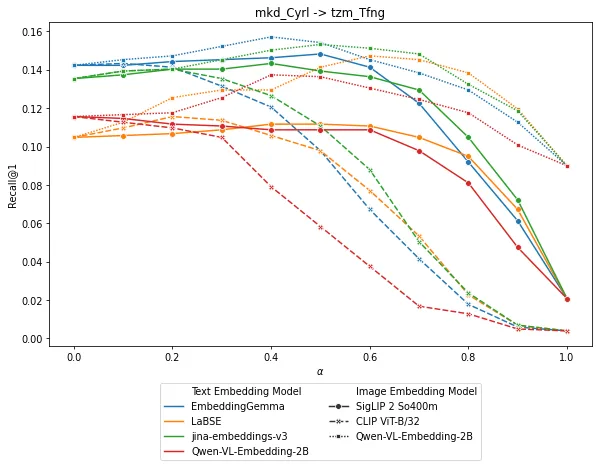 mkd_Cyrl -> tzm_Tfng
0.16
0.14
0.12
0.10
0.08
0.06
0.04
0.02
0.00
Recall@1
0.0 0.2 0.4 0.6 0.8 1.0
α
Text Embedding Model Image Embedding Model
EmbeddingGemma SigLIP 2 So400m
LaBSE CLIP ViT-B/32
jina-embeddings-v3 Qwen-VL-Embedding-2B
Qwen-VL-Embedding-2B